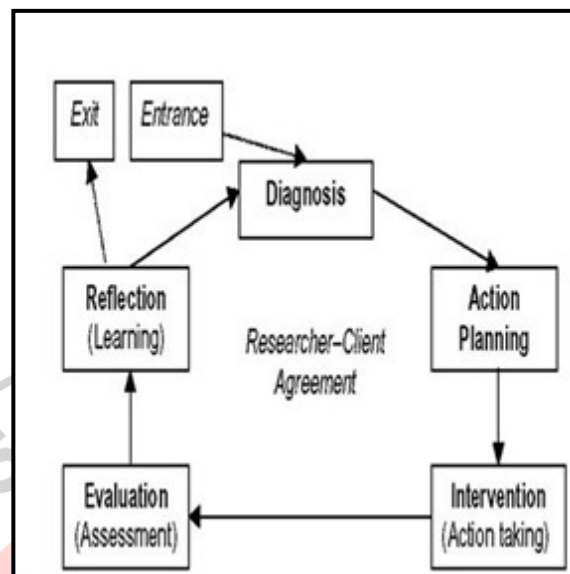 Exit
Entrance
Diagnosis
Reflection
(Learning)
Action
Planning
Researcher–Client
Agreement
Evaluation
(Assessment)
Intervention
(Action taking)